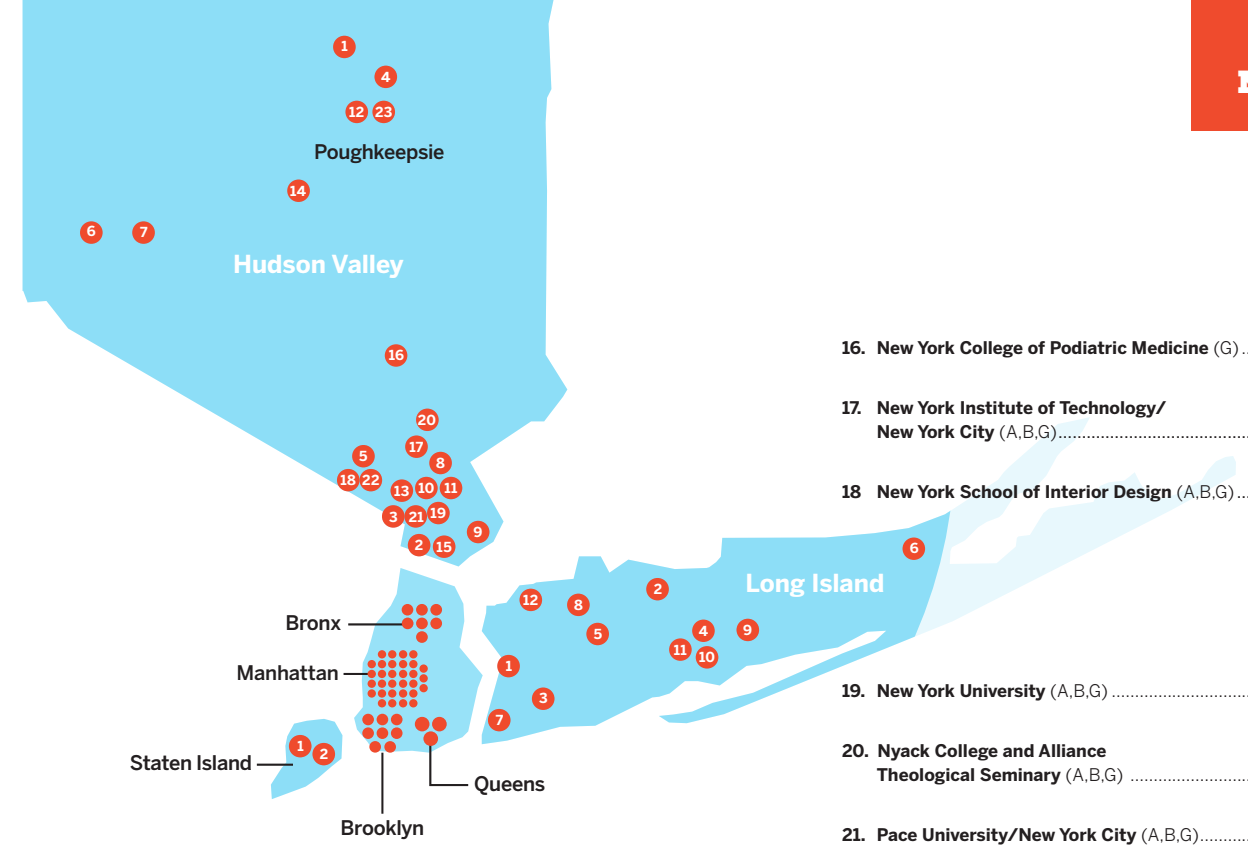 1
4
12 23
Poughkeepsie
14
6 7
Hudson Valley
16
20
17
5
8
18 22
13 10 11
3 21 19
9
2 15
6
Long Island
2
12
8
Bronx
5
4 9
11
10
1
Manhattan
3
7
1
2
Staten Island
Queens
Brooklyn
16. New York College of Podiatric Medicine (G)..
17. New York Institute of Technology/
New York City (A,B,G)........................................
18 New York School of Interior Design (A,B,G)...
19. New York University (A,B,G) .............................
20. Nyack College and Alliance
Theological Seminary (A,B,G) .........................
21. Pace University/New York City (A,B,G)..........